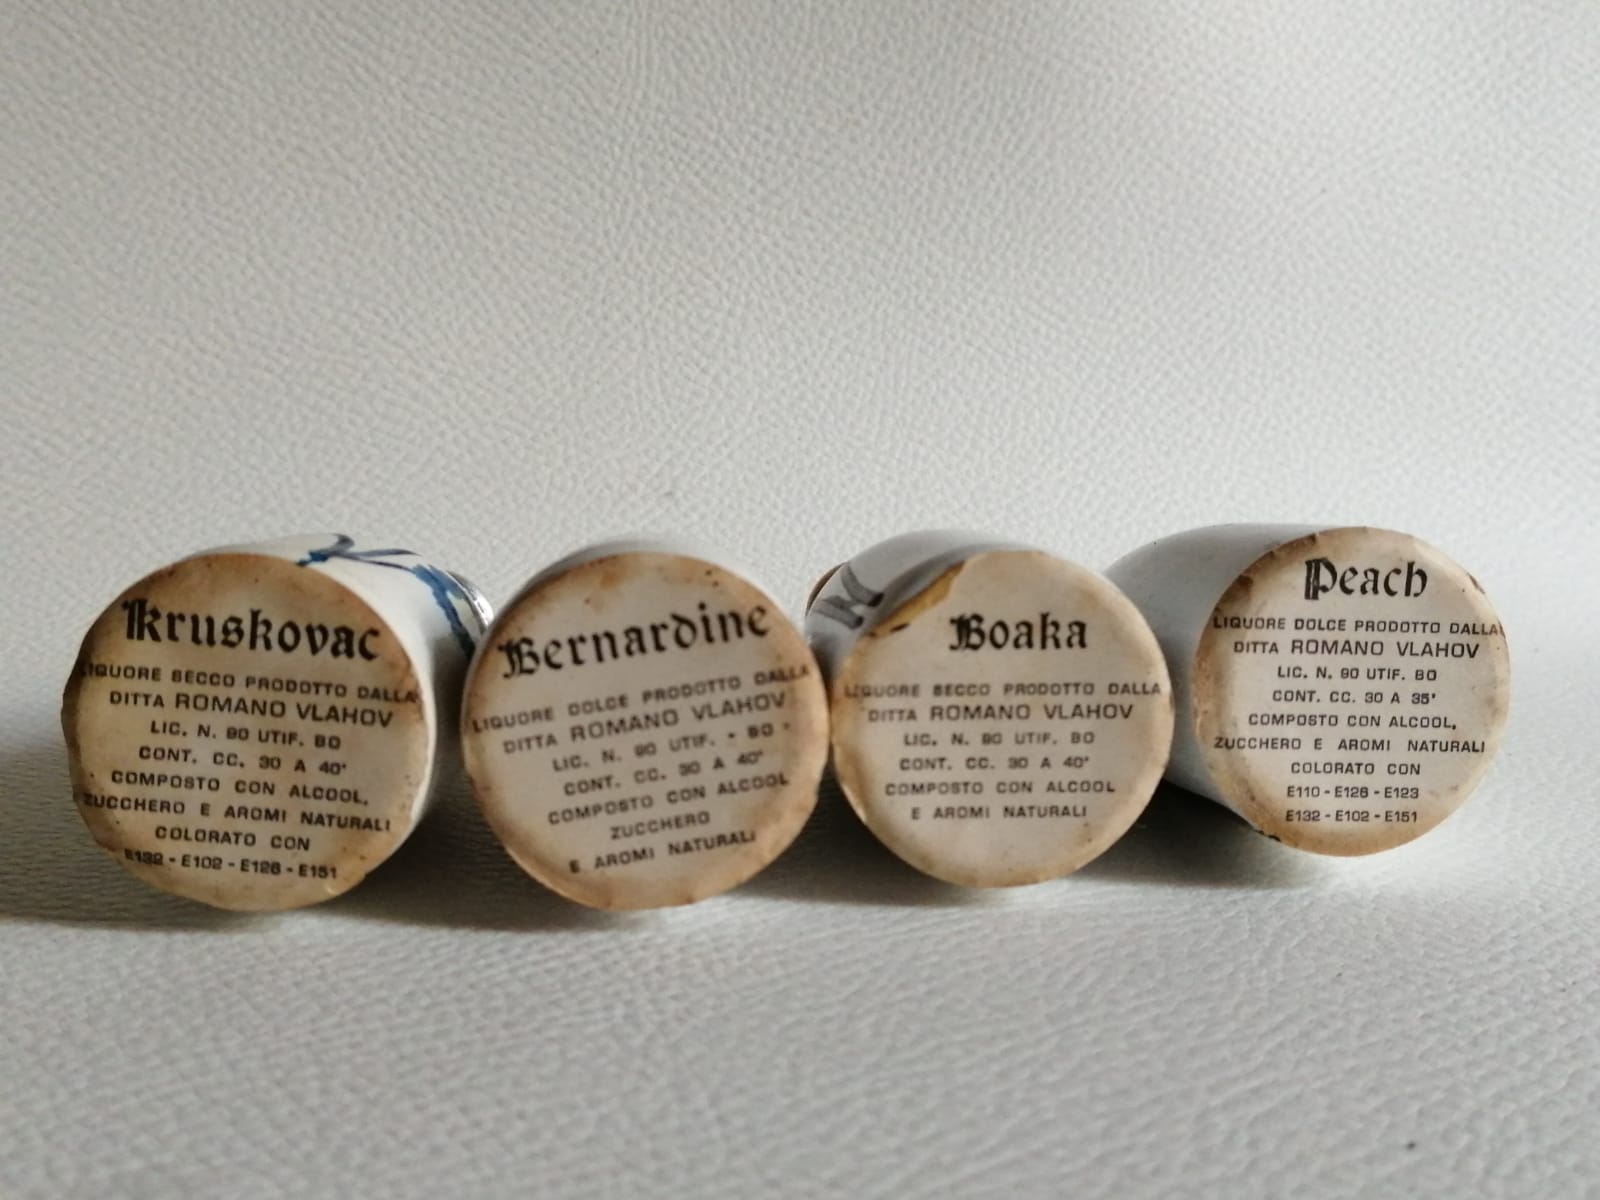 Kruskovac
LIQUORE SECCO PRODOTTO DALLA
DITTA ROMANO VLAHOV
LIC. N. 90 UTIF. BO
CONT. CC. 30 A 40°
COMPOSTO CON ALCOOL,
ZUCCHERO E AROMI NATURALI
COLORATO CON
E132 - E102 - E126 - E151
Bernardine
LIQUORE DOLCE PRODOTTO DALLA
DITTA ROMANO VLAHOV
LIC. N. 90 UTIF. - BO -
CONT. CC. 30 A 40°
COMPOSTO CON ALCOOL
ZUCCHERO
E AROMI NATURALI
Boaka
LIQUORE SECCO PRODOTTO DALLA
DITTA ROMANO VLAHOV
LIC. N. 90 UTIF. BO
CONT. CC. 30 A 40°
COMPOSTO CON ALCOOL
E AROMI NATURALI
Peach
LIQUORE DOLCE PRODOTTO DALLA
DITTA ROMANO VLAHOV
LIC. N. 90 UTIF. BO
CONT. CC. 30 A 35°
COMPOSTO CON ALCOOL,
ZUCCHERO E AROMI NATURALI
COLORATO CON
E110 - E126 - E123
E132 - E102 - E151